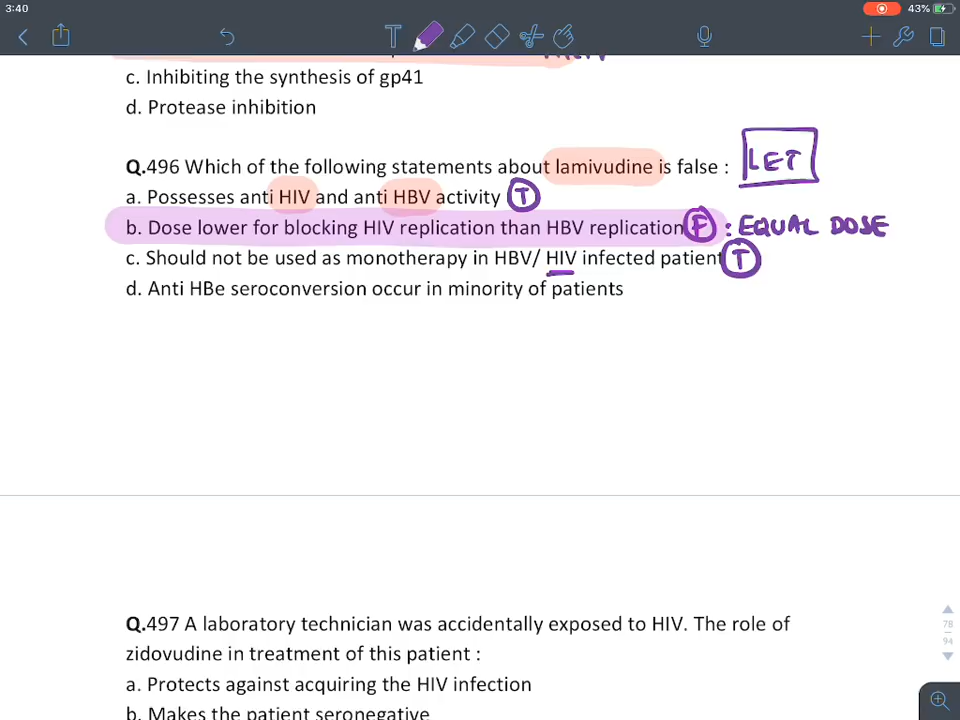 3:40
43%
T
c. Inhibiting the synthesis of gp41
d. Protease inhibition
Q.496 Which of the following statements about lamivudine is false : LET
a. Possesses anti HIV and anti HBV activity T
b. Dose lower for blocking HIV replication than HBV replication F : EQUAL DOSE
c. Should not be used as monotherapy in HBV/ HIV infected patient T
d. Anti HBe seroconversion occur in minority of patients
Q.497 A laboratory technician was accidentally exposed to HIV. The role of
zidovudine in treatment of this patient :
78
94
a. Protects against acquiring the HIV infection
b. Makes the patient seronegative